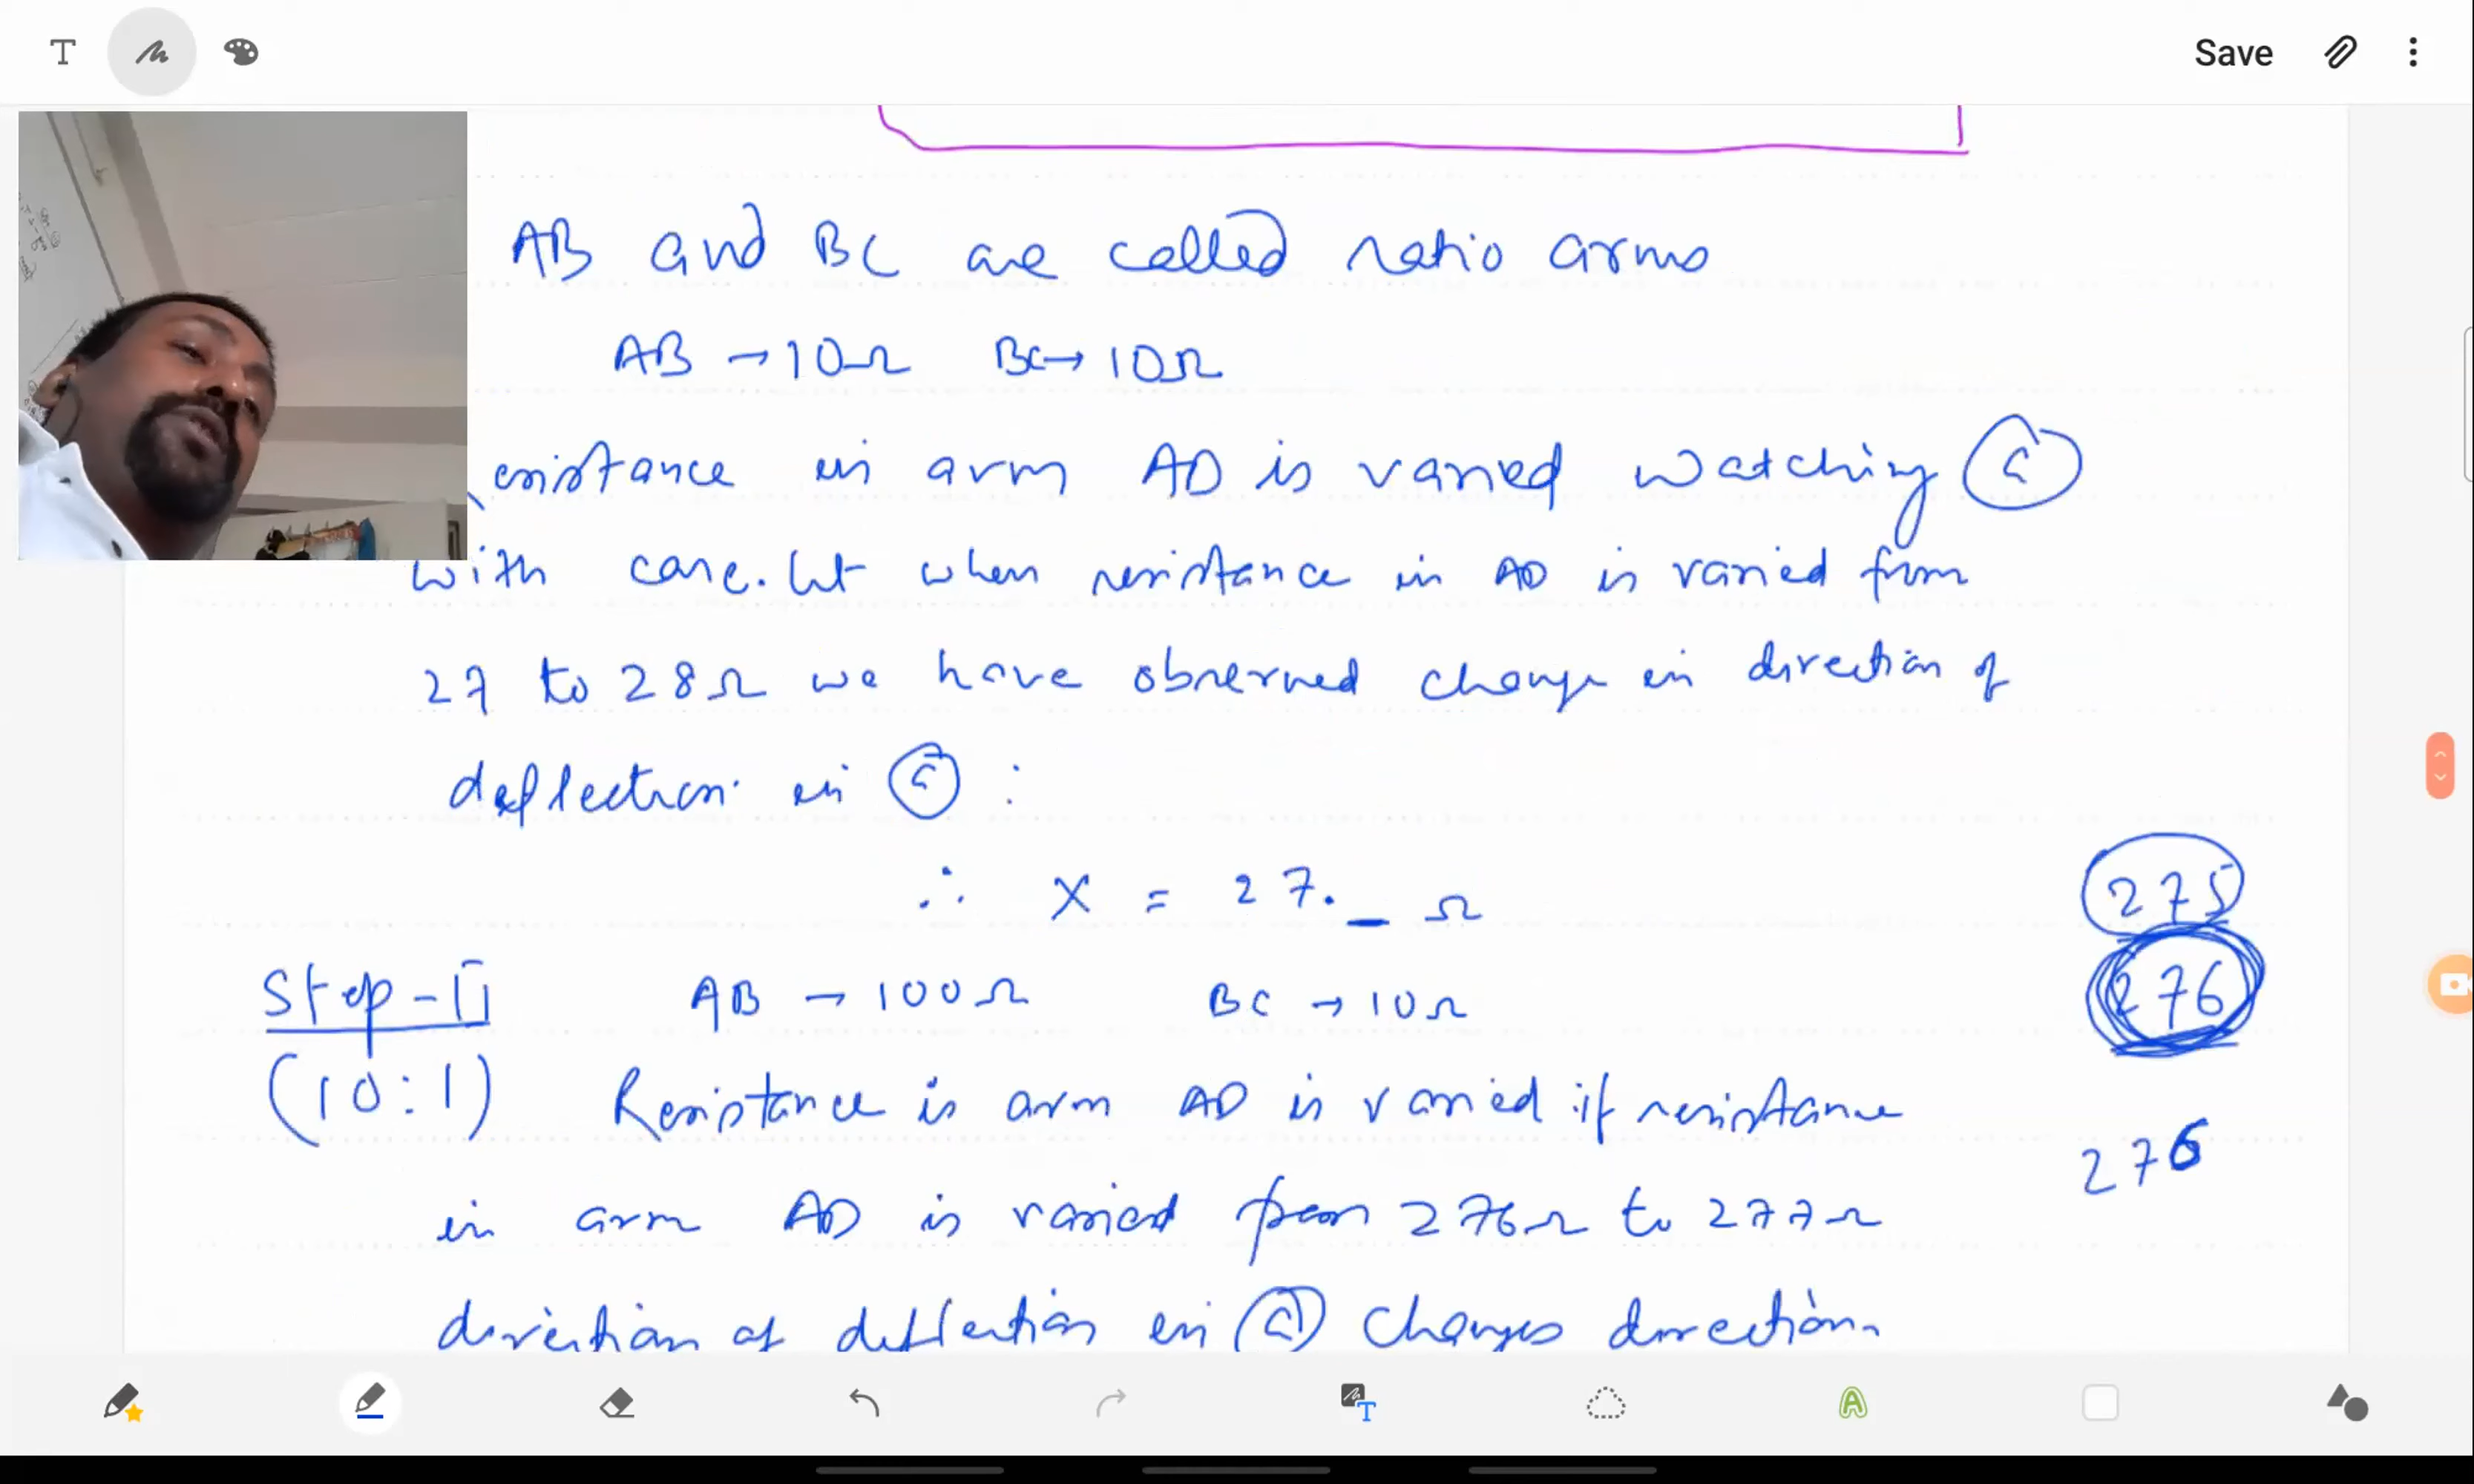 T Save
AB and BC are called ratio arms
AB → 10Ω BC → 10Ω
Resistance in arm AD is varied watching G
with care. let when resistance in AD is varied from
27 to 28Ω we have observed change in direction of
deflection in G :
∴ X = 27._ Ω
275
Step-II AB → 100Ω BC → 10Ω
276
(10:1) Resistance is arm AD is varied if resistance
276
in arm AD is varied from 276Ω to 277Ω
direction of deflection in G changes direction.
T A